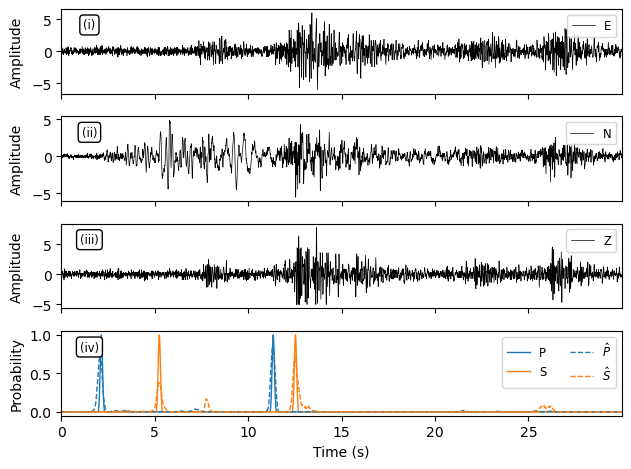 (i)
E
Amplitude
5
0
−5
(ii)
N
Amplitude
5
0
−5
(iii)
Z
Amplitude
5
0
−5
(iv)
P
S
P̂
Ŝ
Probability
1.0
0.5
0.0
0 5 10 15 20 25
Time (s)